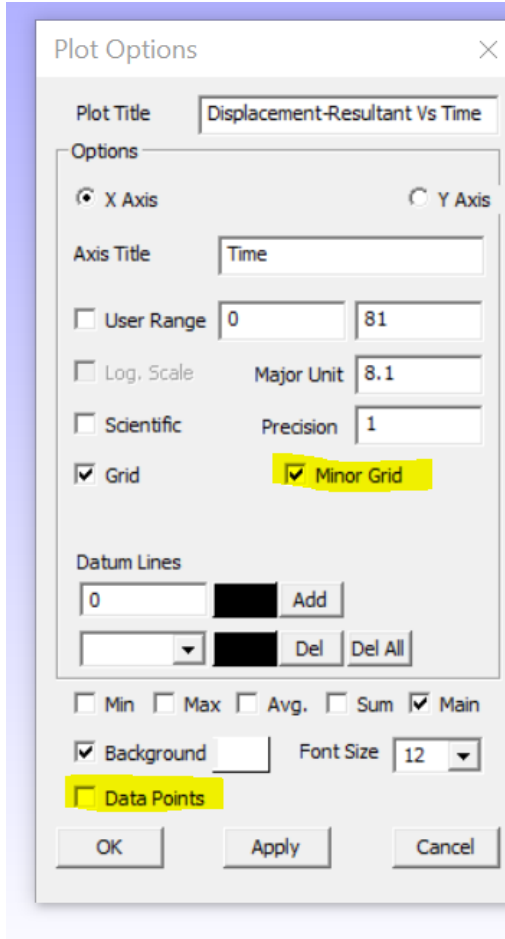 Plot Options
Plot Title Displacement-Resultant Vs Time
Options
X Axis Y Axis
Axis Title Time
User Range 0 81
Log. Scale Major Unit 8.1
Scientific Precision 1
Grid Minor Grid
Datum Lines
0 Add
Del Del All
Min Max Avg. Sum Main
Background Font Size 12
Data Points
OK Apply Cancel